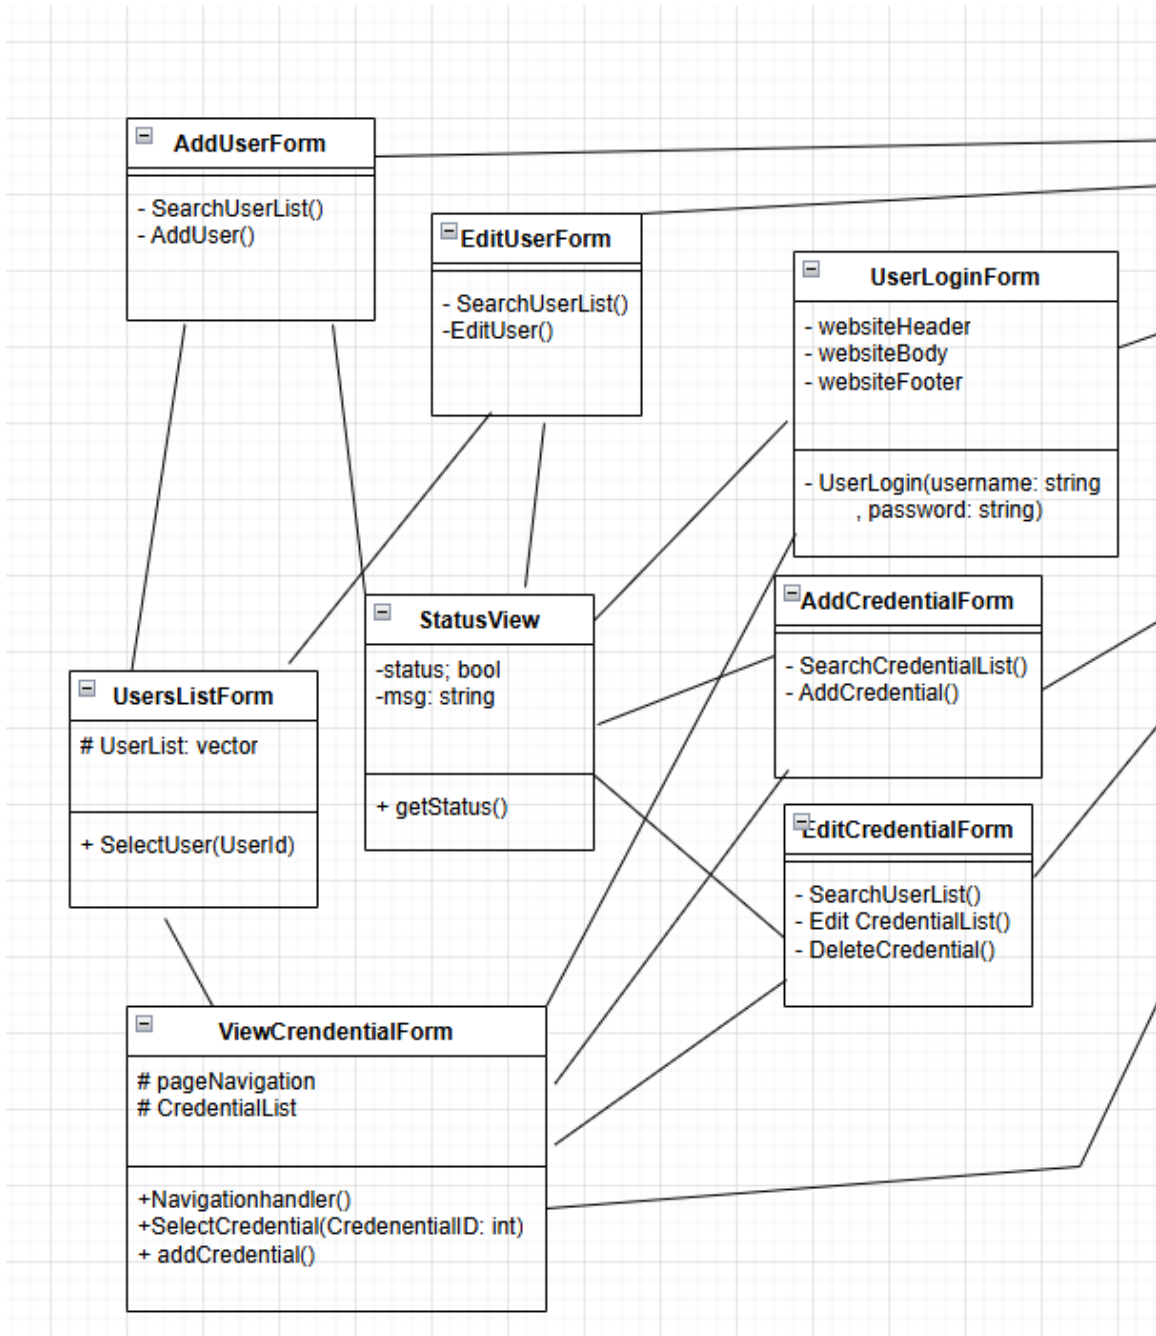 AddUserForm
- SearchUserList()
- AddUser()
EditUserForm
- SearchUserList()
-EditUser()
UserLoginForm
- websiteHeader
- websiteBody
- websiteFooter
- UserLogin(username: string
, password: string)
StatusView
-status; bool
-msg: string
+ getStatus()
AddCredentialForm
- SearchCredentialList()
- AddCredential()
UsersListForm
# UserList: vector
+ SelectUser(UserId)
EditCredentialForm
- SearchUserList()
- Edit CredentialList()
- DeleteCredential()
ViewCrendentialForm
# pageNavigation
# CredentialList
+Navigationhandler()
+SelectCredential(CredenentialID: int)
+ addCredential()